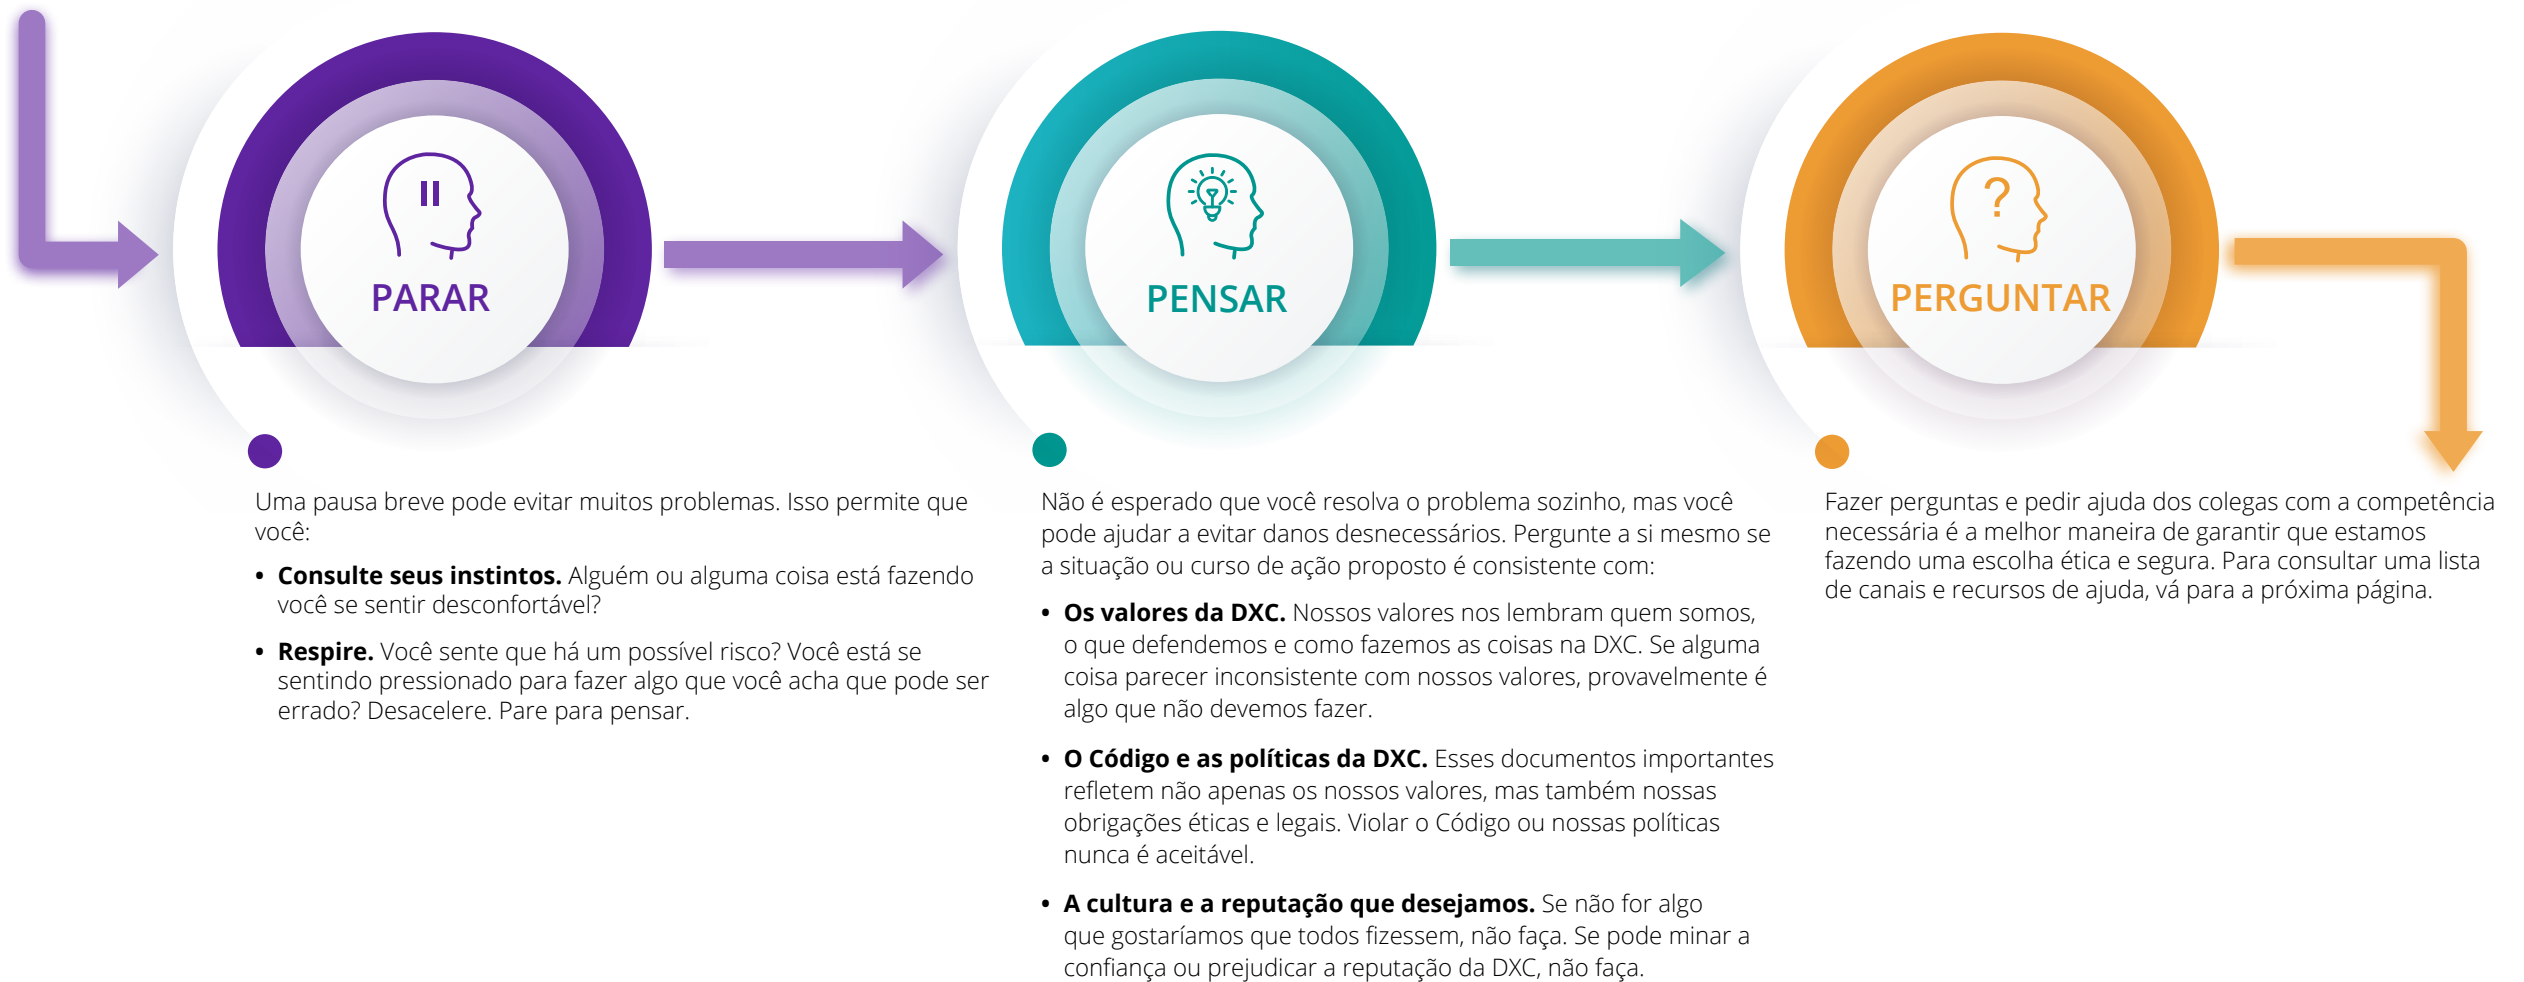 PARAR
Uma pausa breve pode evitar muitos problemas. Isso permite que
você:
• Consulte seus instintos. Alguém ou alguma coisa está fazendo
você se sentir desconfortável?
• Respire. Você sente que há um possível risco? Você está se
sentindo pressionado para fazer algo que você acha que pode ser
errado? Desacelere. Pare para pensar.
PENSAR
Não é esperado que você resolva o problema sozinho, mas você
pode ajudar a evitar danos desnecessários. Pergunte a si mesmo se
a situação ou curso de ação proposto é consistente com:
• Os valores da DXC. Nossos valores nos lembram quem somos,
o que defendemos e como fazemos as coisas na DXC. Se alguma
coisa parecer inconsistente com nossos valores, provavelmente é
algo que não devemos fazer.
• O Código e as políticas da DXC. Esses documentos importantes
refletem não apenas os nossos valores, mas também nossas
obrigações éticas e legais. Violar o Código ou nossas políticas
nunca é aceitável.
• A cultura e a reputação que desejamos. Se não for algo
que gostaríamos que todos fizessem, não faça. Se pode minar a
confiança ou prejudicar a reputação da DXC, não faça.
?
PERGUNTAR
Fazer perguntas e pedir ajuda dos colegas com a competência
necessária é a melhor maneira de garantir que estamos
fazendo uma escolha ética e segura. Para consultar uma lista
de canais e recursos de ajuda, vá para a próxima página.